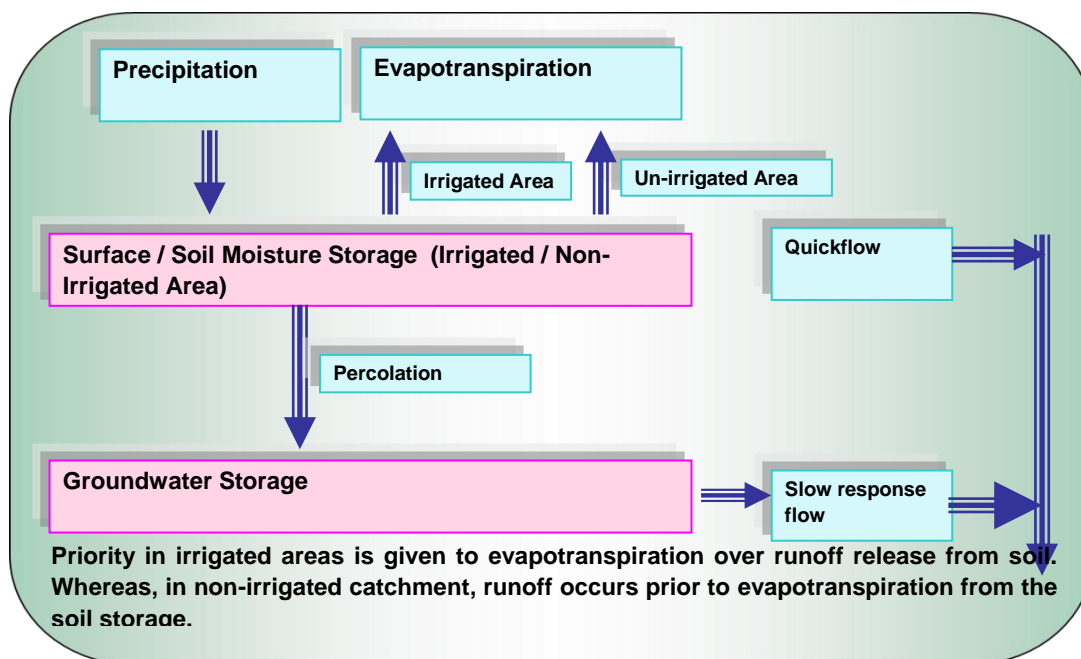 Precipitation
Evapotranspiration
Irrigated Area
Un-irrigated Area
Surface / Soil Moisture Storage (Irrigated / Non-
Irrigated Area)
Quickflow
Percolation
Groundwater Storage
Slow response
flow
Priority in irrigated areas is given to evapotranspiration over runoff release from soil.
Whereas, in non-irrigated catchment, runoff occurs prior to evapotranspiration from the
soil storage.